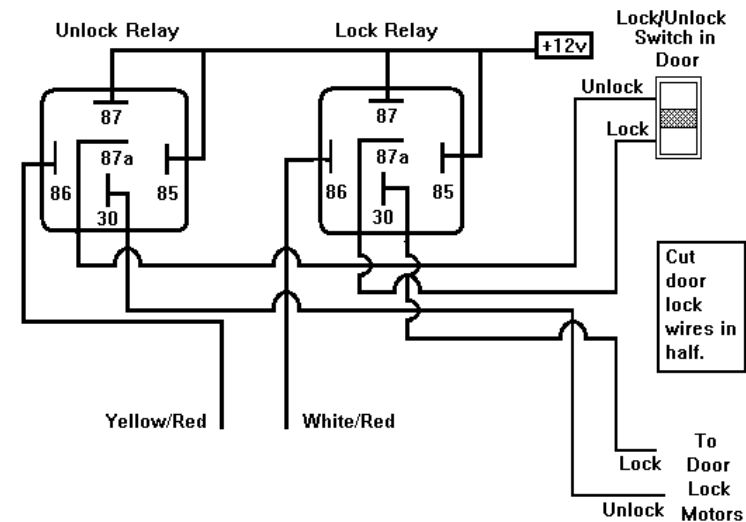 Unlock Relay
Lock Relay
+12v
Lock/Unlock
Switch in
Door
Unlock
Lock
87
87a
86
85
30
87
87a
86
85
30
Cut
door
lock
wires in
half.
Yellow/Red
White/Red
To
Door
Lock
Motors
Lock
Unlock